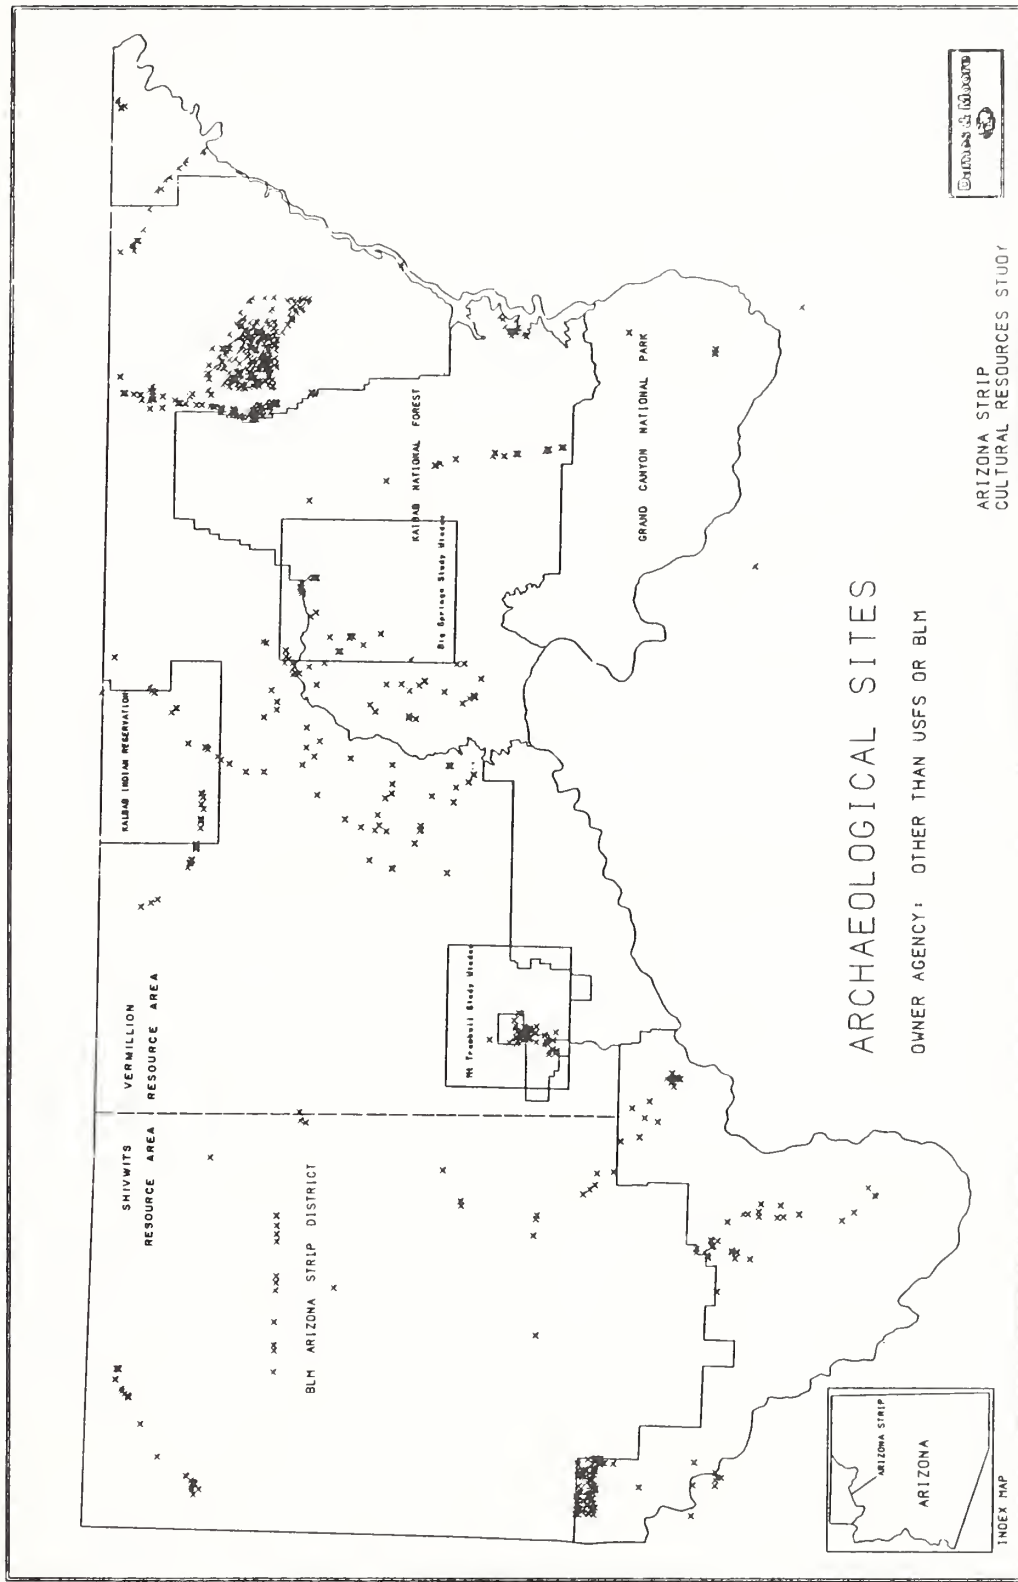 KAIBAB INDIAN RESERVATION
SHIVWITS
RESOURCE AREA
VERMILLION
RESOURCE AREA
BLM ARIZONA STRIP DISTRICT
Mt Trumbull Study Window
Big Springs Study Window
KAIBAB NATIONAL FOREST
GRAND CANYON NATIONAL PARK
ARCHAEOLOGICAL SITES
OWNER AGENCY: OTHER THAN USFS OR BLM
ARIZONA STRIP
CULTURAL RESOURCES STUDY
Dames & Moore
ARIZONA STRIP
ARIZONA
INDEX MAP